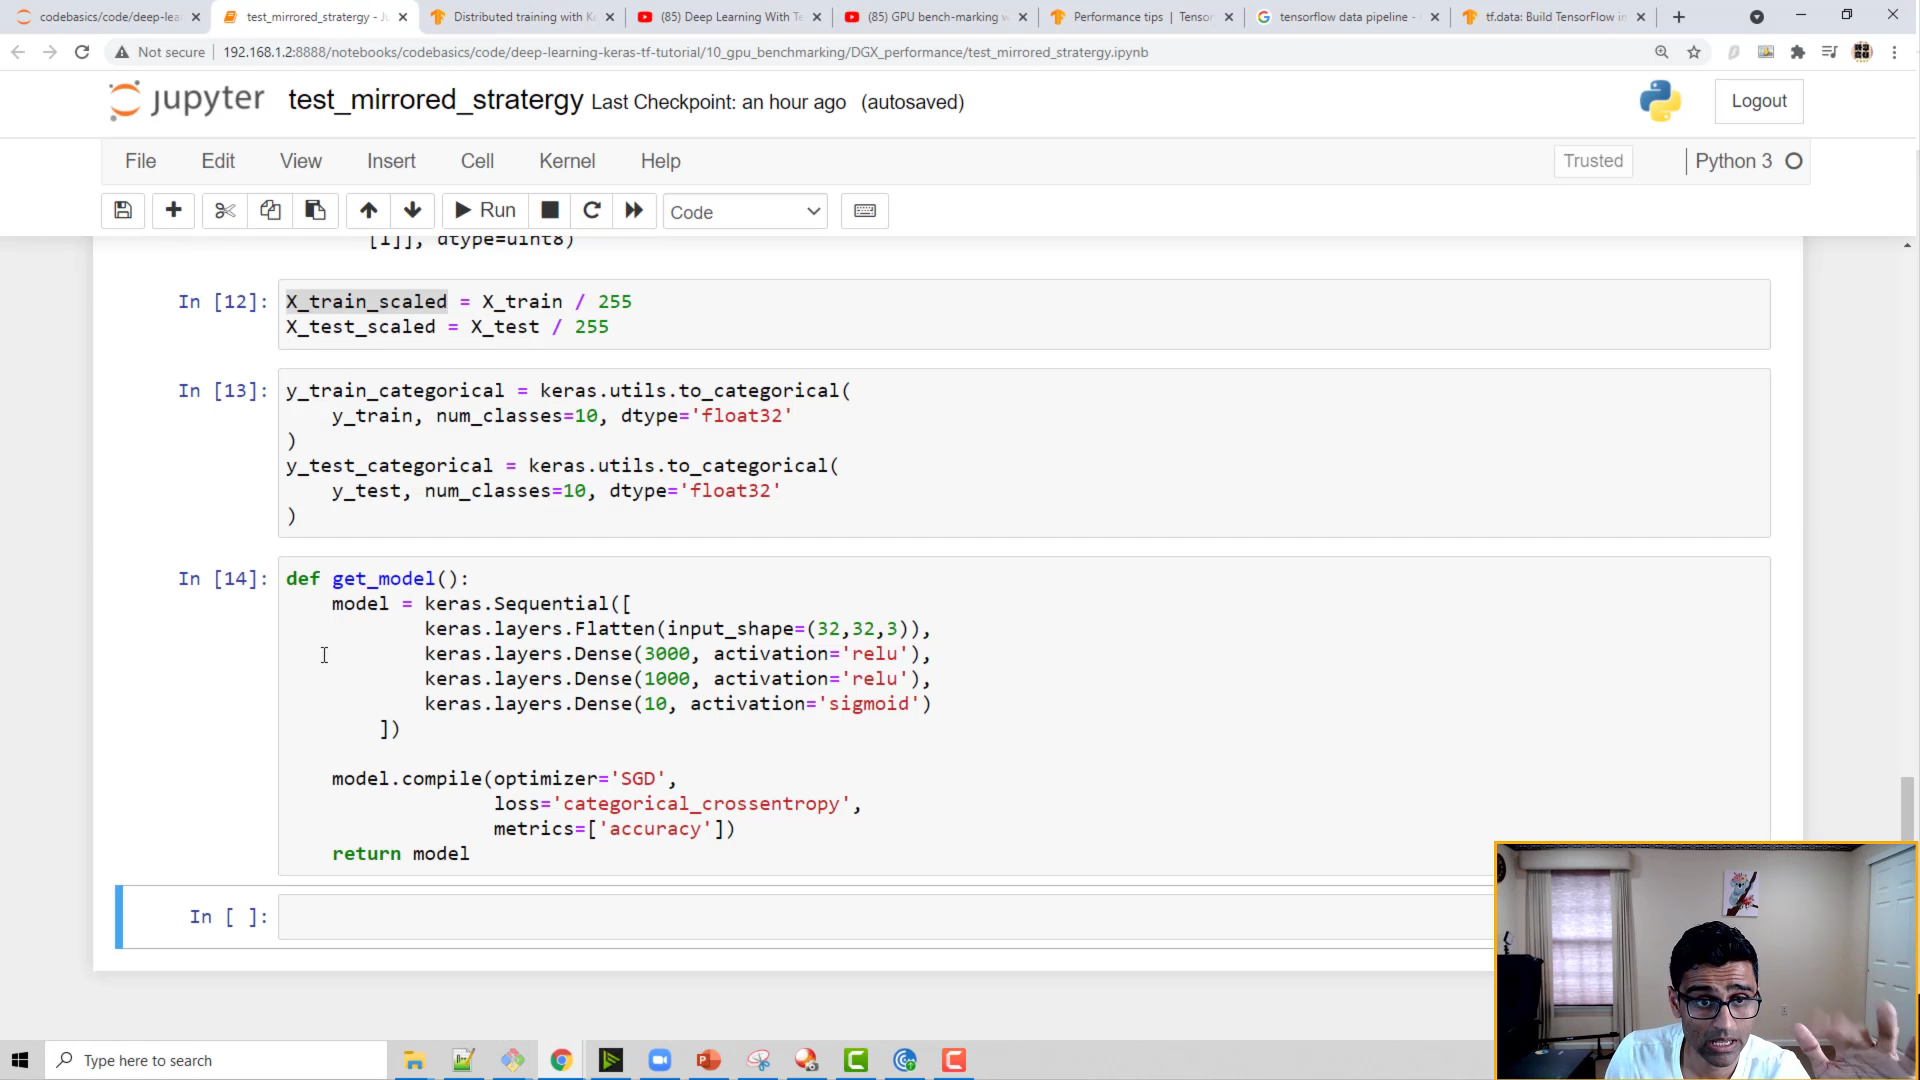 codebasics/code/deep-lea
test_mirrored_stratergy - Ju
Distributed training with Ke
(85) Deep Learning With Te
(85) GPU bench-marking w
Performance tips | Tensor
tensorflow data pipeline -
tf.data: Build TensorFlow in
Not secure
192.168.1.2:8888/notebooks/codebasics/code/deep-learning-keras-tf-tutorial/10_gpu_benchmarking/DGX_performance/test_mirrored_stratergy.ipynb
jupyter test_mirrored_stratergy Last Checkpoint: an hour ago (autosaved)
Logout
File Edit View Insert Cell Kernel Help
Trusted
Python 3
Run
Code
[1]], dtype=uint8)
In [12]: X_train_scaled = X_train / 255
X_test_scaled = X_test / 255
In [13]: y_train_categorical = keras.utils.to_categorical(
y_train, num_classes=10, dtype='float32'
)
y_test_categorical = keras.utils.to_categorical(
y_test, num_classes=10, dtype='float32'
)
In [14]: def get_model():
model = keras.Sequential([
keras.layers.Flatten(input_shape=(32,32,3)),
keras.layers.Dense(3000, activation='relu'),
keras.layers.Dense(1000, activation='relu'),
keras.layers.Dense(10, activation='sigmoid')
])
model.compile(optimizer='SGD',
loss='categorical_crossentropy',
metrics=['accuracy'])
return model
In [ ]:
Type here to search